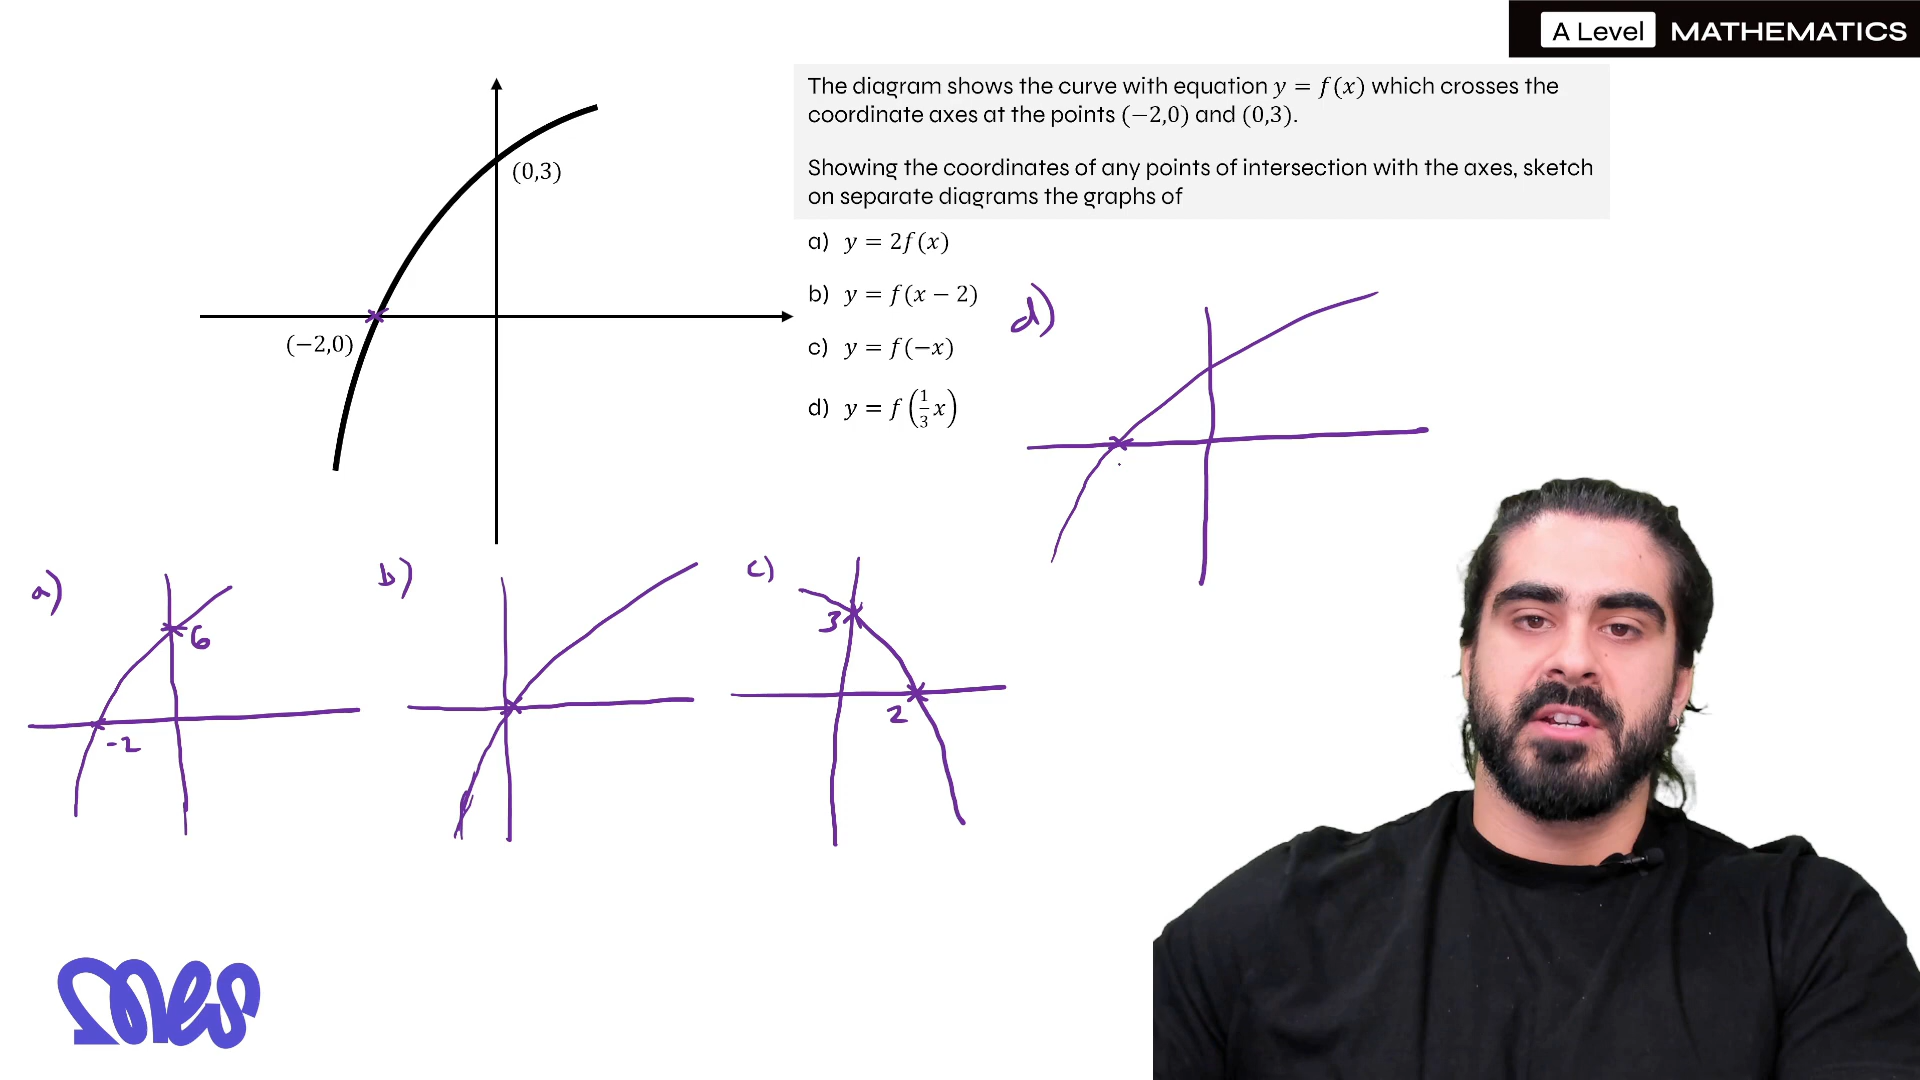 A Level MATHEMATICS
The diagram shows the curve with equation y = f(x) which crosses the
coordinate axes at the points (−2,0) and (0,3).
Showing the coordinates of any points of intersection with the axes, sketch
on separate diagrams the graphs of
a) y = 2f(x)
b) y = f(x − 2)
c) y = f(−x)
d) y = f(1/3 x)
(0,3)
(−2,0)
d)
a)
6
-2
b)
c)
3
2
mes